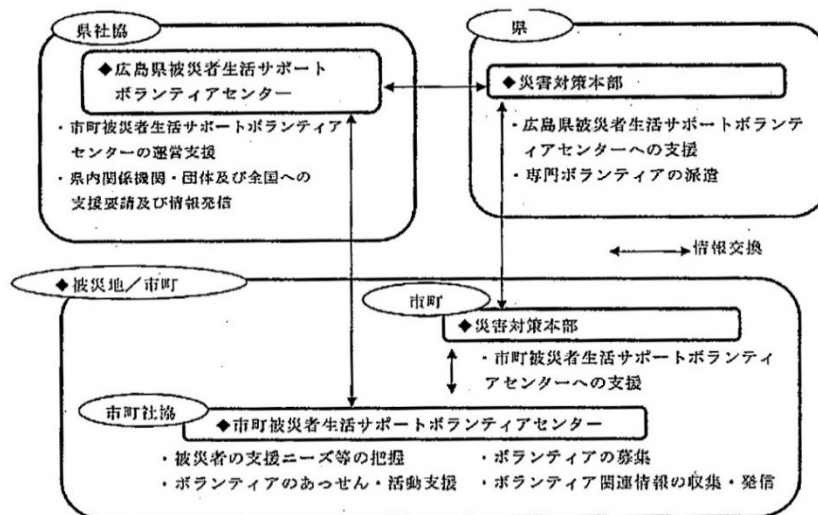 県社協
◆広島県被災者生活サポート
ボランティアセンター
・市町被災者生活サポートボランティア
センターの運営支援
・県内関係機関・団体及び全国への
支援要請及び情報発信
県
◆災害対策本部
・広島県被災者生活サポートボランテ
ィアセンターへの支援
・専門ボランティアの派遣
情報交換
◆被災地/市町
市町
◆災害対策本部
・市町被災者生活サポートボランティ
アセンターへの支援
市町社協
◆市町被災者生活サポートボランティアセンター
・被災者の支援ニーズ等の把握
・ボランティアのあっせん・活動支援
・ボランティアの募集
・ボランティア関連情報の収集・発信